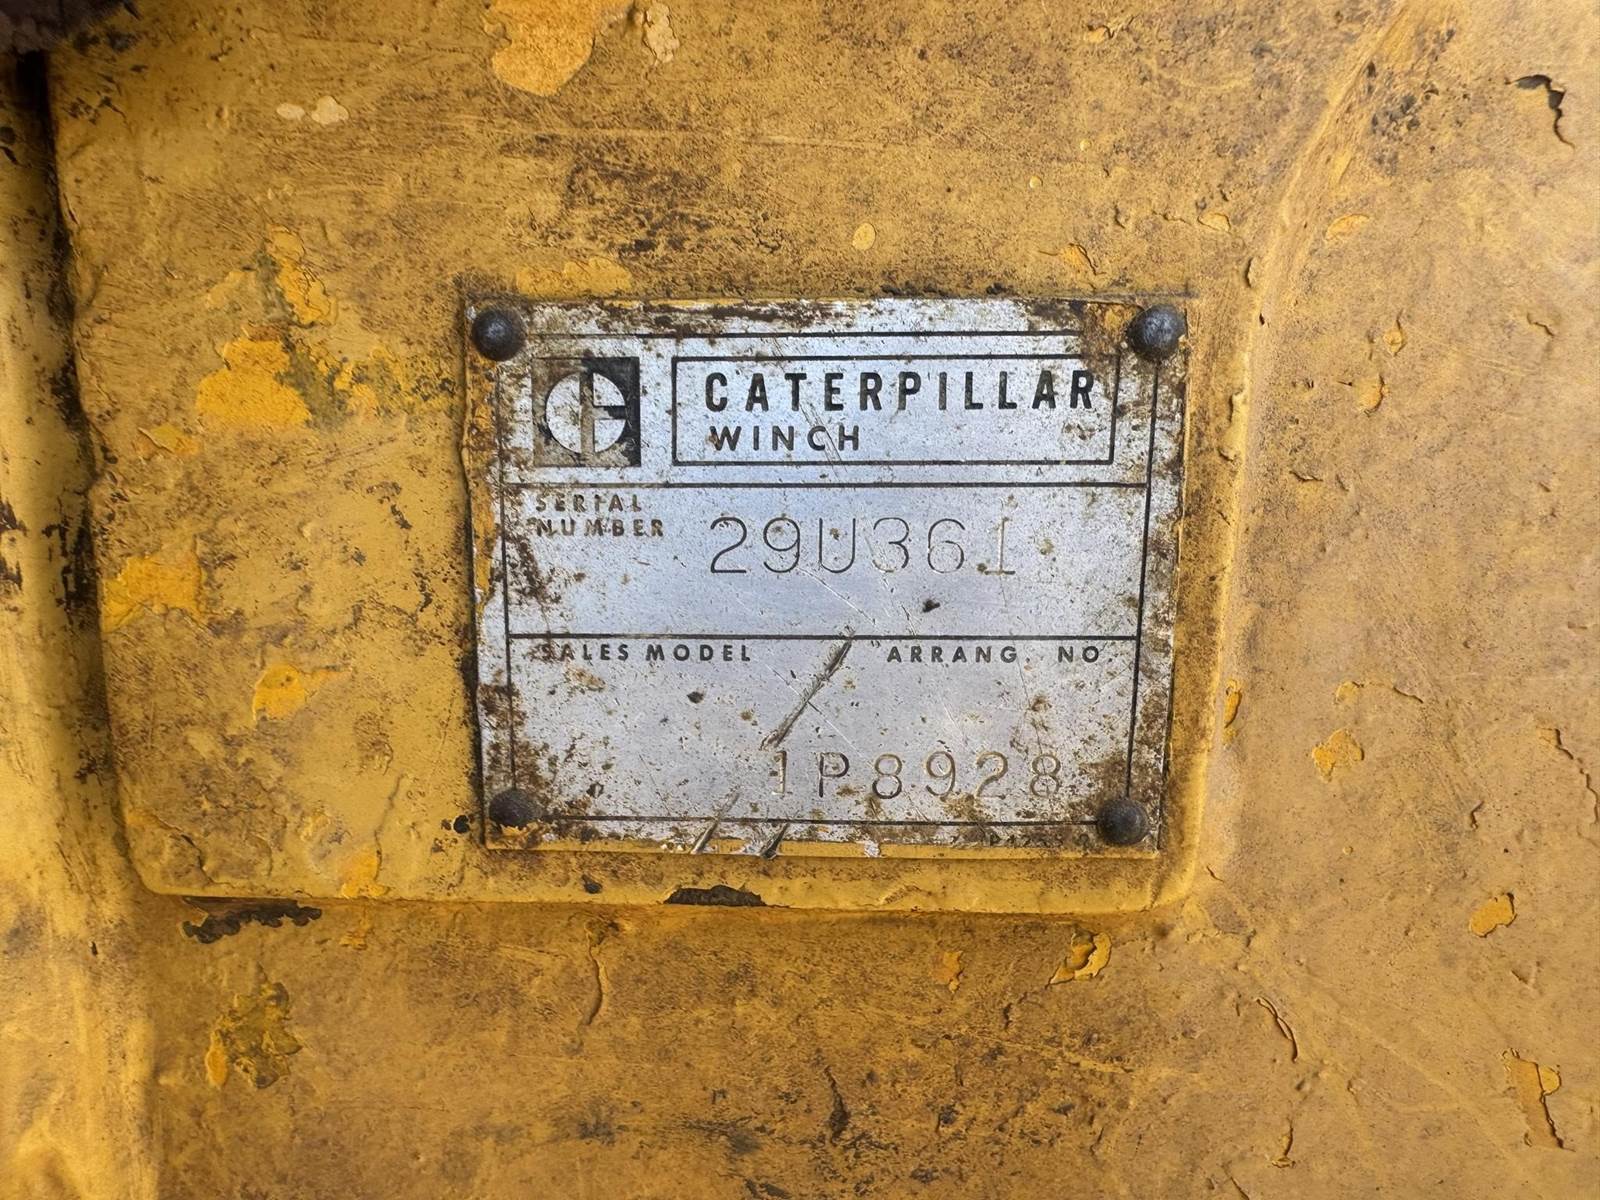 CATERPILLAR
WINCH
SERIAL
NUMBER 29U361
SALES MODEL ARRANG. NO.
1P8928